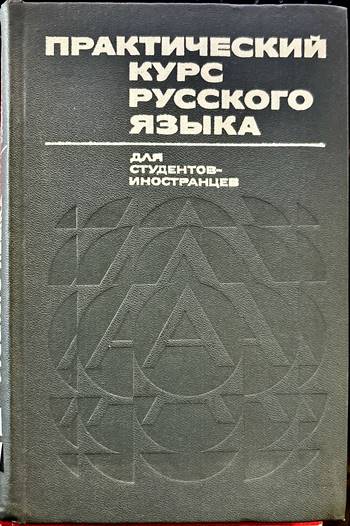 ПРАКТИЧЕСКИЙ
КУРС
РУССКОГО
ЯЗЫКА
ДЛЯ
СТУДЕНТОВ-
ИНОСТРАНЦЕВ